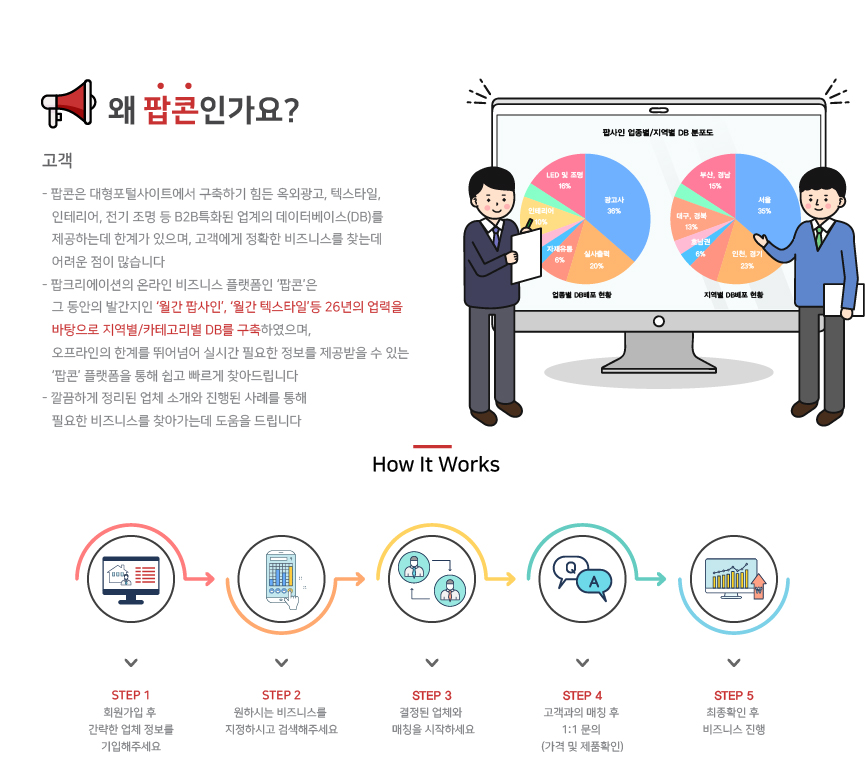 왜 팝콘인가요?
고객
- 팝콘은 대형포털사이트에서 구축하기 힘든 옥외광고, 텍스타일,
인테리어, 전기 조명 등 B2B특화된 업계의 데이터베이스(DB)를
제공하는데 한계가 있으며, 고객에게 정확한 비즈니스를 찾는데
어려운 점이 많습니다
- 팝크리에이션의 온라인 비즈니스 플랫폼인 '팝콘'은
그 동안의 발간지인 '월간 팝사인', '월간 텍스타일'등 26년의 업력을
바탕으로 지역별/카테고리별 DB를 구축하였으며,
오프라인의 한계를 뛰어넘어 실시간 필요한 정보를 제공받을 수 있는
'팝콘' 플랫폼을 통해 쉽고 빠르게 찾아드립니다
- 깔끔하게 정리된 업체 소개와 진행된 사례를 통해
필요한 비즈니스를 찾아가는데 도움을 드립니다
팝사인 업종별/지역별 DB 분포도
LED 및 조명
16%
광고사
36%
인테리어
10%
자재유통
6%
실사출력
20%
업종별 DB배포 현황
부산, 경남
15%
서울
35%
대구, 경북
13%
호남권
6%
인천, 경기
23%
지역별 DB배포 현황
How It Works
Q
A
STEP 1
회원가입 후
간략한 업체 정보를
기입해주세요
STEP 2
원하시는 비즈니스를
지정하시고 검색해주세요
STEP 3
결정된 업체와
매칭을 시작하세요
STEP 4
고객과의 매칭 후
1:1 문의
(가격 및 제품확인)
STEP 5
최종확인 후
비즈니스 진행